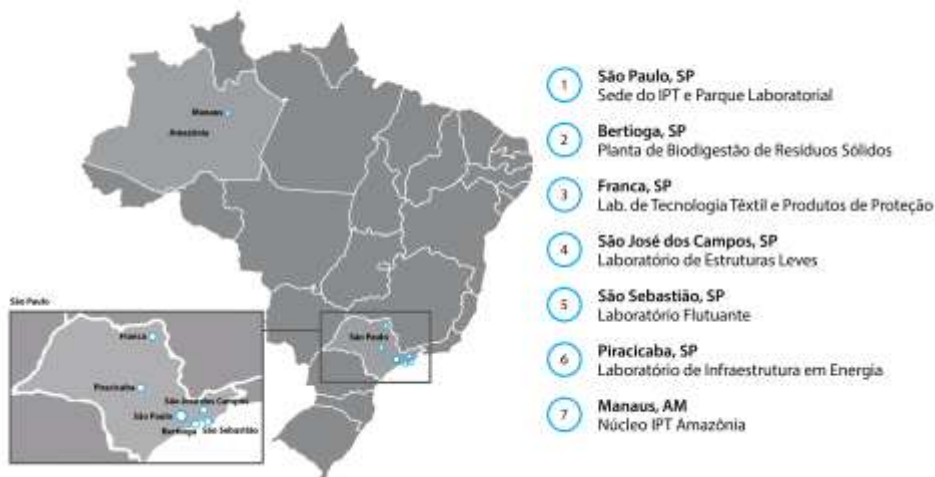 Manaus
Amazônia
São Paulo
São Paulo
Franca
Piracicaba
São José dos Campos
São Paulo
Bertioga
São Sebastião
1
São Paulo, SP
Sede do IPT e Parque Laboratorial
2
Bertioga, SP
Planta de Biodigestão de Resíduos Sólidos
3
Franca, SP
Lab. de Tecnologia Têxtil e Produtos de Proteção
4
São José dos Campos, SP
Laboratório de Estruturas Leves
5
São Sebastião, SP
Laboratório Flutuante
6
Piracicaba, SP
Laboratório de Infraestrutura em Energia
7
Manaus, AM
Núcleo IPT Amazônia